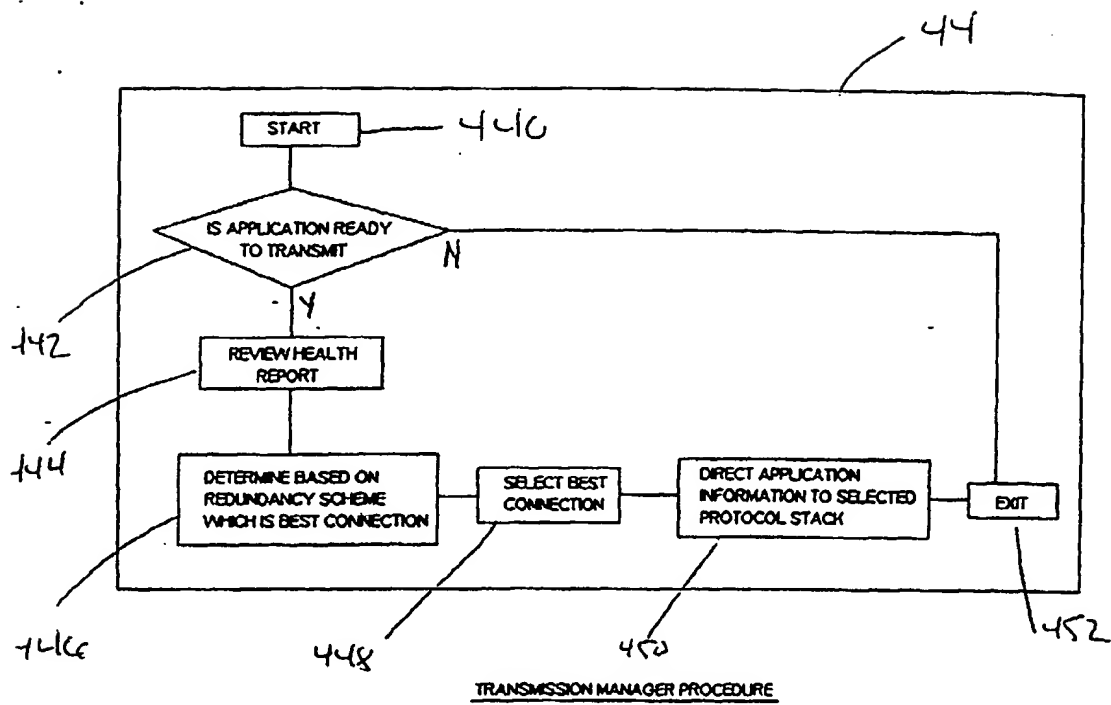 44
START
440
IS APPLICATION READY
TO TRANSMIT
N
Y
442
REVIEW HEALTH
REPORT
444
DETERMINE BASED ON
REDUNDANCY SCHEME
WHICH IS BEST CONNECTION
SELECT BEST
CONNECTION
DIRECT APPLICATION
INFORMATION TO SELECTED
PROTOCOL STACK
EXIT
446
448
450
452
TRANSMISSION MANAGER PROCEDURE